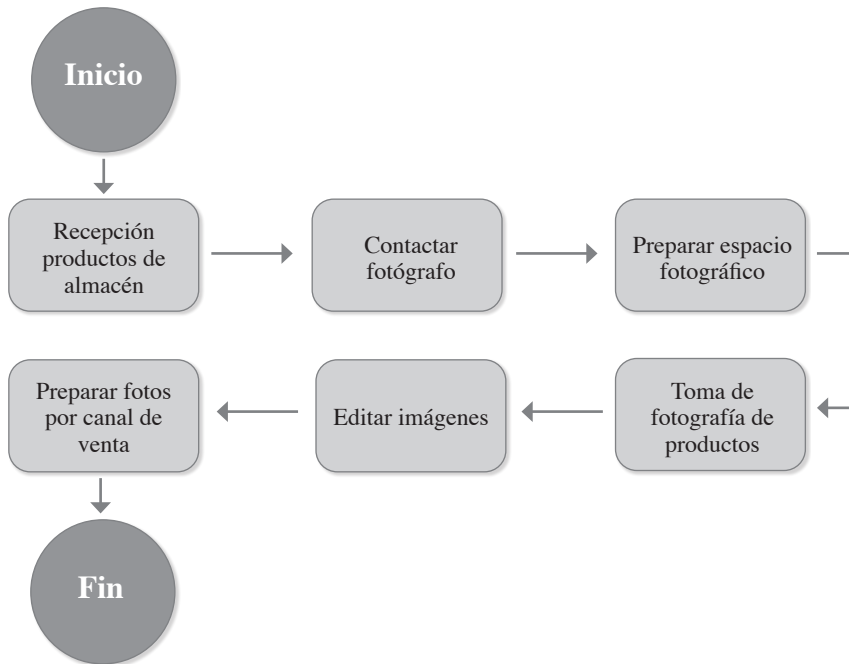 Inicio
Recepción
productos de
almacén
Contactar
fotógrafo
Preparar espacio
fotográfico
Toma de
fotografía de
productos
Editar imágenes
Preparar fotos
por canal de
venta
Fin